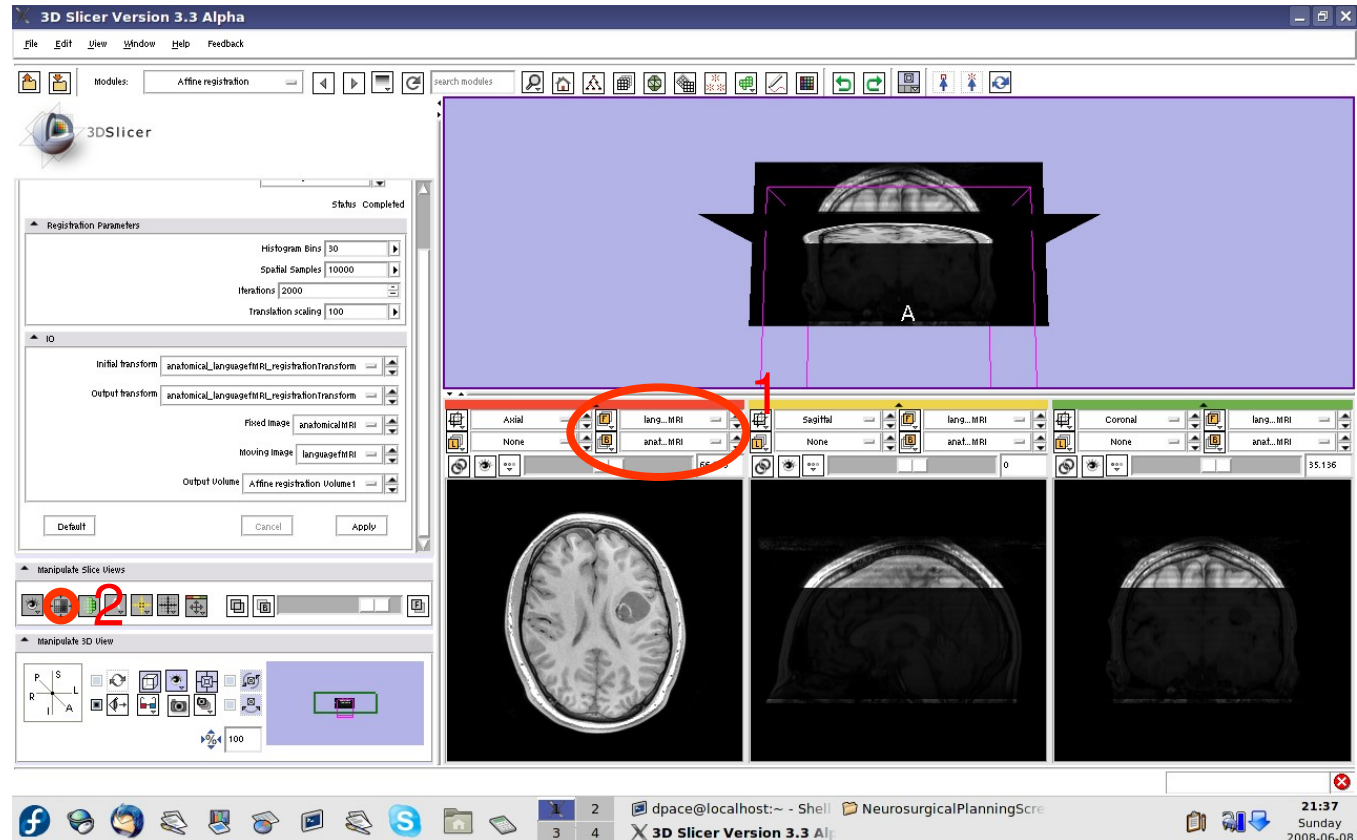 3D Slicer Version 3.3 Alpha
File Edit View Window Help Feedback
Modules: Affine registration search modules
3DSlicer
Status Completed
Registration Parameters
Histogram Bins 30
Spatial Samples 10000
Iterations 2000
Translation scaling 100
IO
Initial transform anatomical_languagefMRI_registrationTransform
Output transform anatomical_languagefMRI_registrationTransform
Fixed Image anatomicalMRI
Moving Image languagefMRI
Output Volume Affine registration Volume1
Default Cancel Apply
Manipulate Slice Views
2
B F
Manipulate 3D View
P S
R L
I A
100
A
1
Axial F lang...MRI
L None B anat...MRI
Sagittal F lang...MRI
L None B anat...MRI
0
Coronal F lang...MRI
L None B anat...MRI
35.136
1 2
3 4
dpace@localhost:~ - Shell
NeurosurgicalPlanningScre
3D Slicer Version 3.3 Alp
21:37
Sunday
2008-06-08